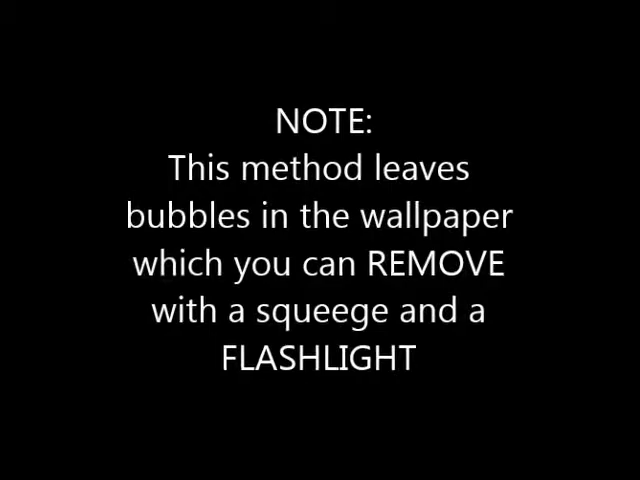 NOTE:
This method leaves
bubbles in the wallpaper
which you can REMOVE
with a squeege and a
FLASHLIGHT